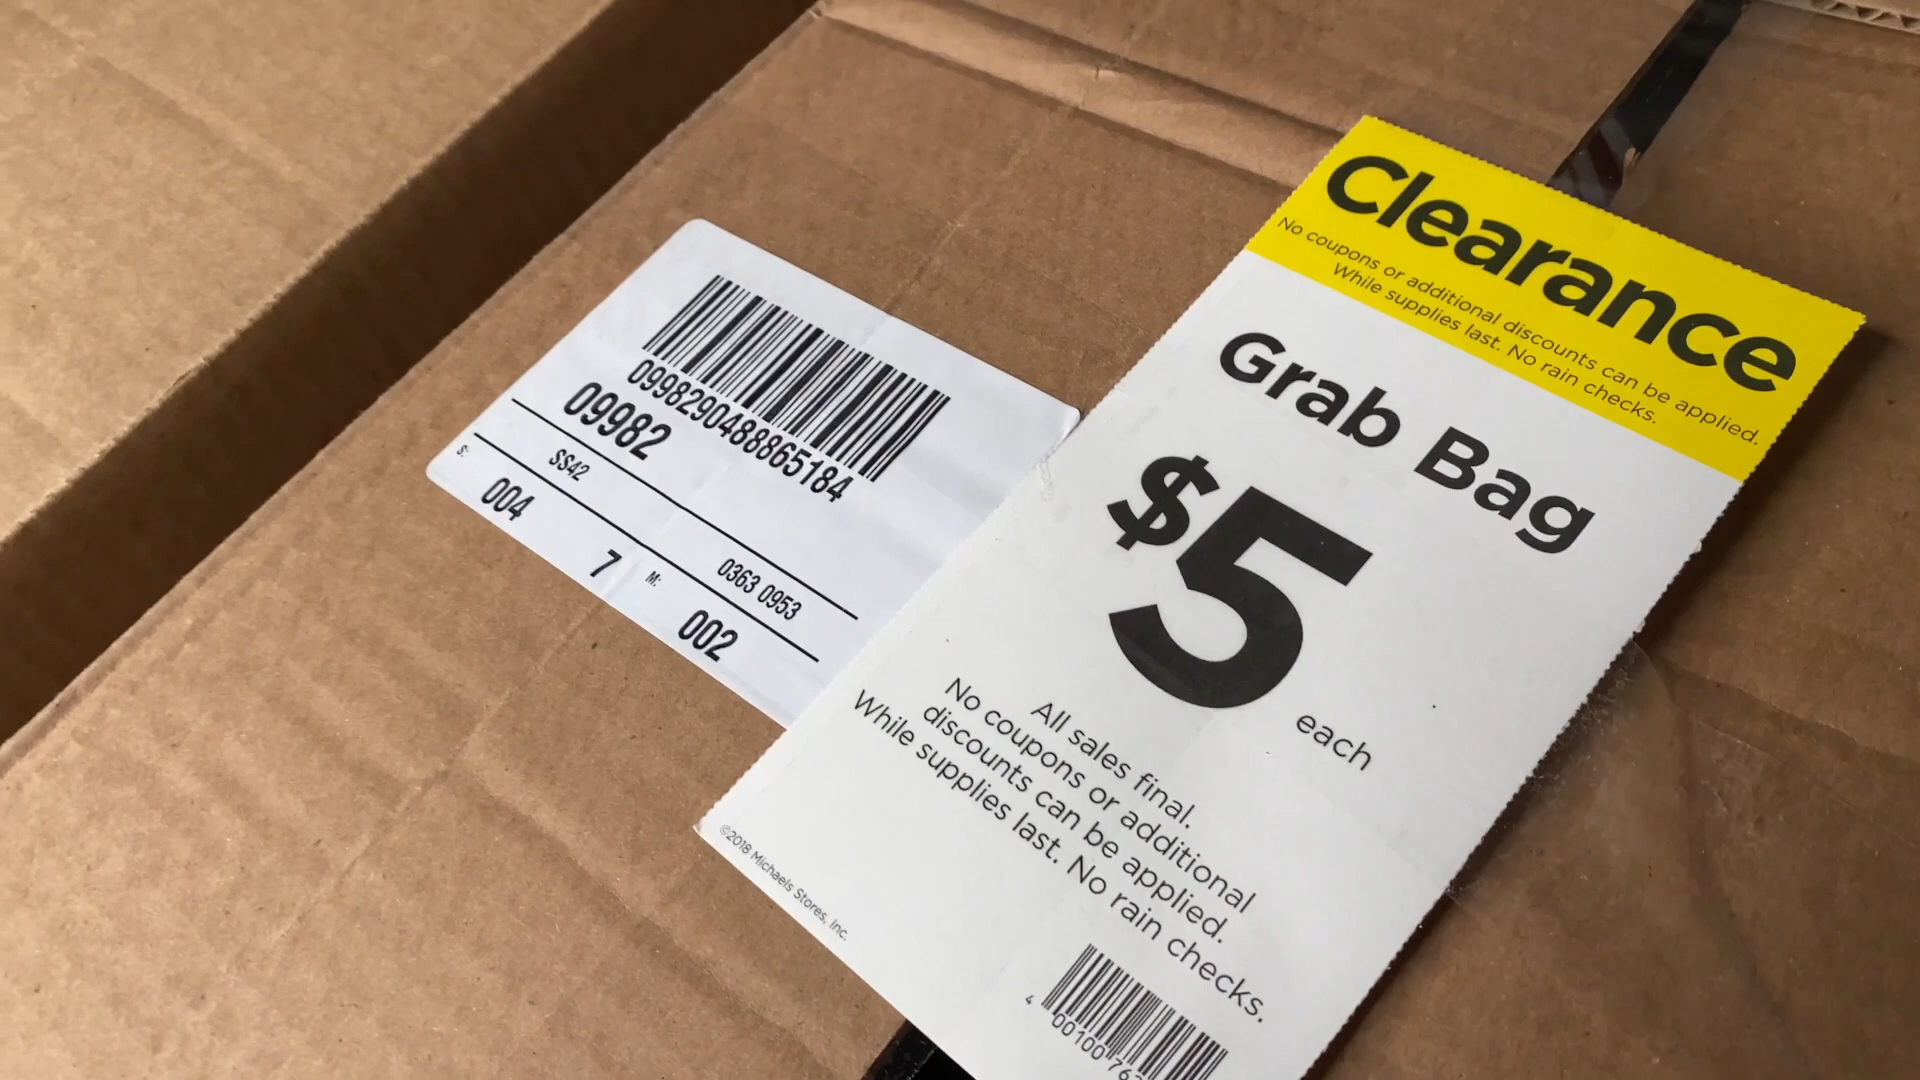 09982904888865184
09982
SS42
0363 0953
S:
004
7
M:
002
Clearance
No coupons or additional discounts can be applied.
While supplies last. No rain checks.
Grab Bag
$5 each
All sales final.
No coupons or additional
discounts can be applied.
While supplies last. No rain checks.
©2018 Michaels Stores, Inc.
4 00100